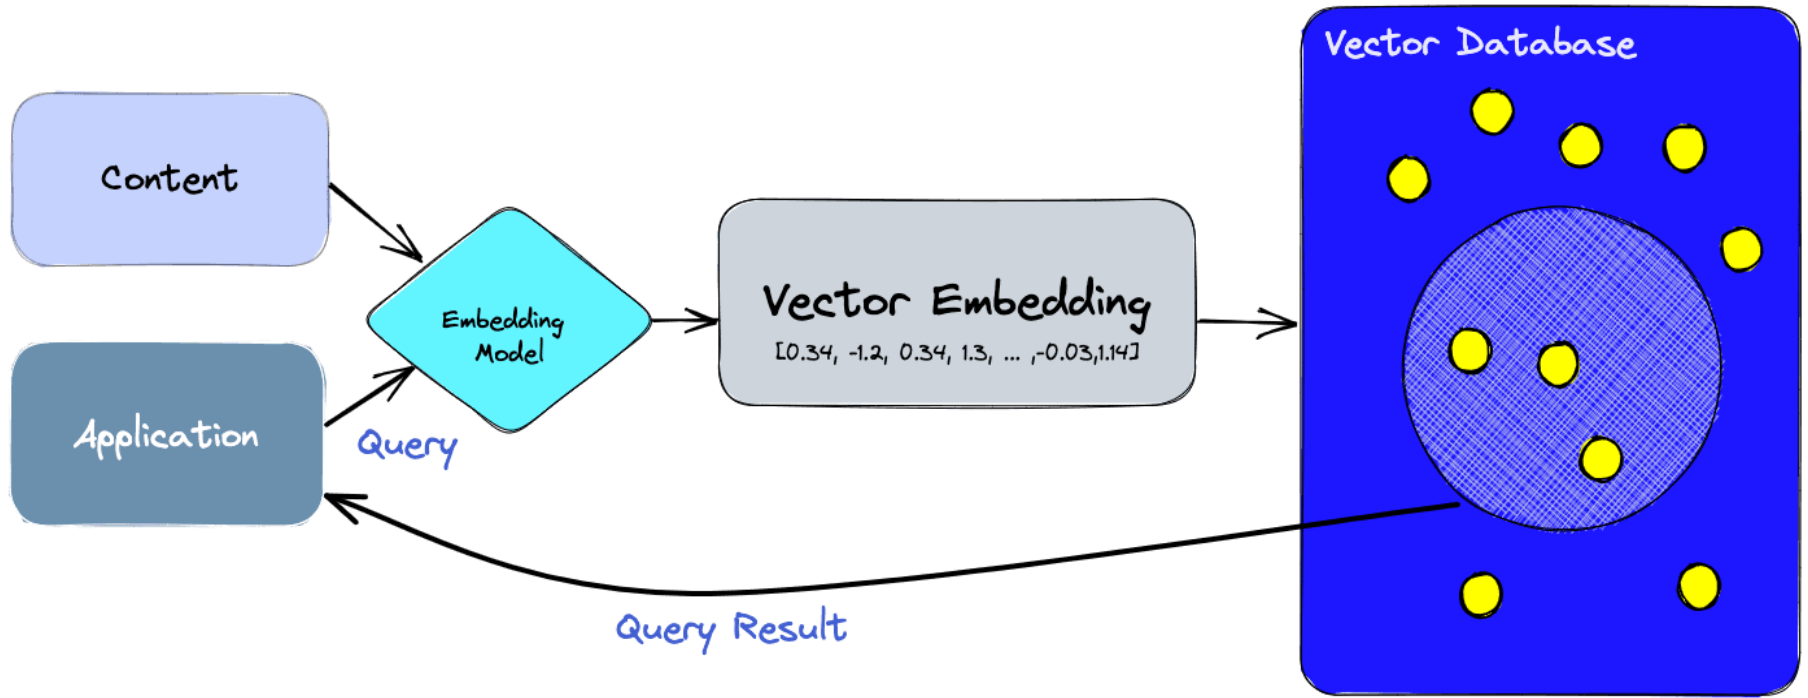 Vector Database
Content
Embedding
Model
Vector Embedding
[0.34, -1.2, 0.34, 1.3, ... ,-0.03,1.14]
Application
Query
Query Result